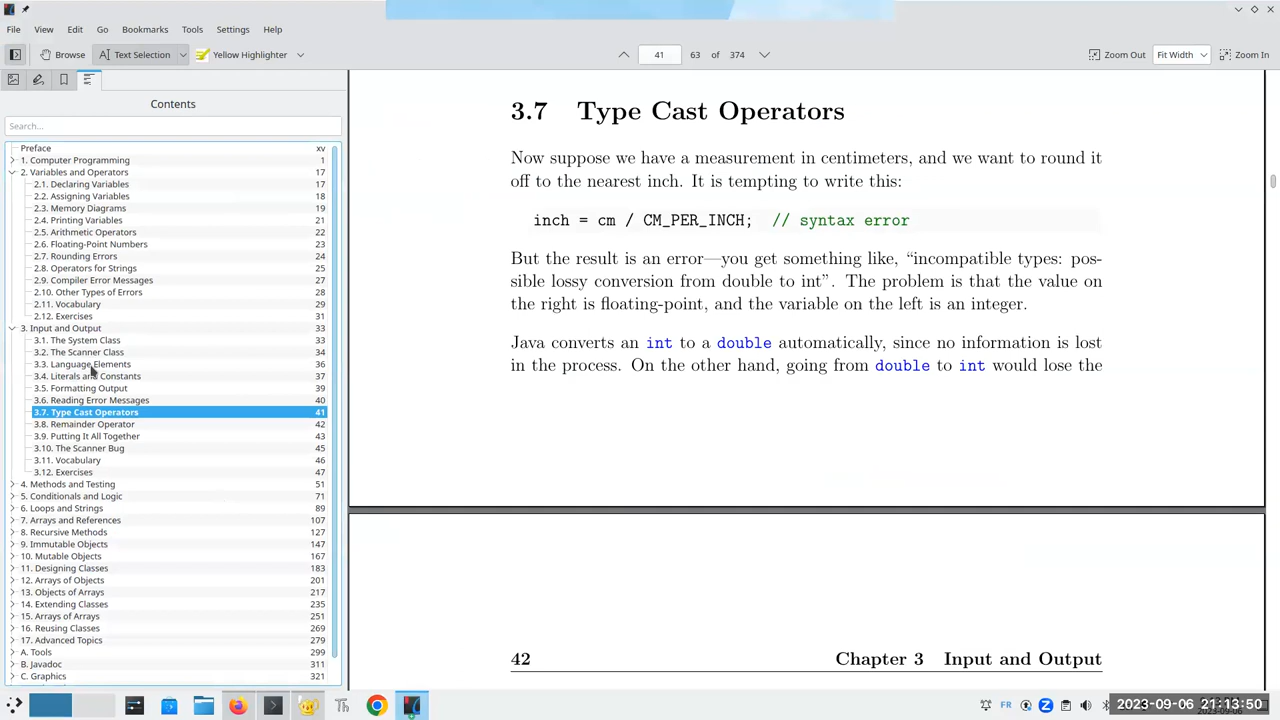 File View Edit Go Bookmarks Tools Settings Help
Browse Text Selection Yellow Highlighter 41 63 of 374 Zoom Out Fit Width Zoom In
Contents
Search...
Preface xv
1. Computer Programming 1
2. Variables and Operators 17
2.1. Declaring Variables 17
2.2. Assigning Variables 18
2.3. Memory Diagrams 19
2.4. Printing Variables 21
2.5. Arithmetic Operators 22
2.6. Floating-Point Numbers 23
2.7. Rounding Errors 24
2.8. Operators for Strings 25
2.9. Compiler Error Messages 27
2.10. Other Types of Errors 28
2.11. Vocabulary 29
2.12. Exercises 31
3. Input and Output 33
3.1. The System Class 33
3.2. The Scanner Class 34
3.3. Language Elements 36
3.4. Literals and Constants 37
3.5. Formatting Output 39
3.6. Reading Error Messages 40
3.7. Type Cast Operators 41
3.8. Remainder Operator 42
3.9. Putting It All Together 43
3.10. The Scanner Bug 45
3.11. Vocabulary 46
3.12. Exercises 47
4. Methods and Testing 51
5. Conditionals and Logic 71
6. Loops and Strings 89
7. Arrays and References 107
8. Recursive Methods 127
9. Immutable Objects 147
10. Mutable Objects 167
11. Designing Classes 183
12. Arrays of Objects 201
13. Objects of Arrays 217
14. Extending Classes 235
15. Arrays of Arrays 251
16. Reusing Classes 269
17. Advanced Topics 279
A. Tools 299
B. Javadoc 311
C. Graphics 321
3.7 Type Cast Operators
Now suppose we have a measurement in centimeters, and we want to round it
off to the nearest inch. It is tempting to write this:
inch = cm / CM_PER_INCH; // syntax error
But the result is an error—you get something like, “incompatible types: pos-
sible lossy conversion from double to int”. The problem is that the value on
the right is floating-point, and the variable on the left is an integer.
Java converts an int to a double automatically, since no information is lost
in the process. On the other hand, going from double to int would lose the
42 Chapter 3 Input and Output
FR
2023-09-06 21:13:50